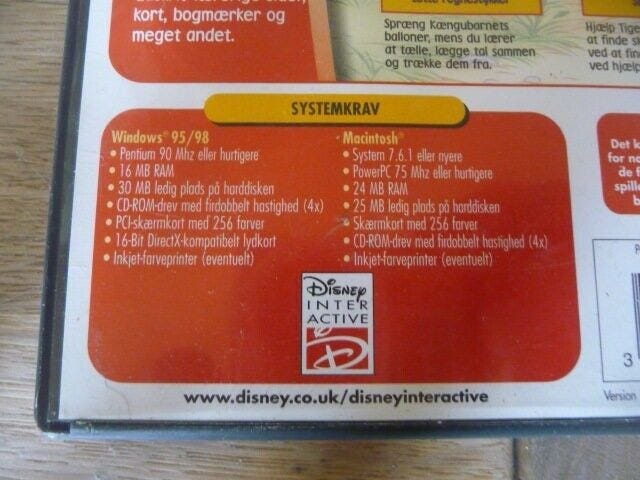 kort, bogmærker og
meget andet.
Spræng Kængubarnets
balloner, mens du lærer
at tælle, lægge tal sammen
og trække dem fra.
Hjælp Tige
at finde
ved at fin
ved hjælp
SYSTEMKRAV
Windows® 95/98
• Pentium 90 Mhz eller hurtigere
• 16 MB RAM
• 30 MB ledig plads på harddisken
• CD-ROM-drev med firdobbelt hastighed (4x)
• PCI-skærmkort med 256 farver
• 16-Bit DirectX-kompatibelt lydkort
• Inkjet-farveprinter (eventuelt)
Macintosh®
• System 7.6.1 eller nyere
• PowerPC 75 Mhz eller hurtigere
• 24 MB RAM
• 25 MB ledig plads på harddisken
• Skærmkort med 256 farver
• CD-ROM-drev med firdobbelt hastighed (4x)
• Inkjet-farveprinter (eventuelt)
Det k
for no
de f
spill
b
DISNEY
INTER
ACTIVE
D
www.disney.co.uk/disneyinteractive
3
Version